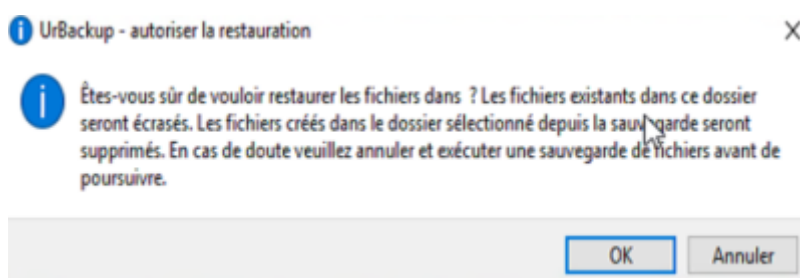 UrBackup - autoriser la restauration
Êtes-vous sûr de vouloir restaurer les fichiers dans ? Les fichiers existants dans ce dossier
seront écrasés. Les fichiers créés dans le dossier sélectionné depuis la sauvegarde seront
supprimés. En cas de doute veuillez annuler et exécuter une sauvegarde de fichiers avant de
poursuivre.
OK Annuler